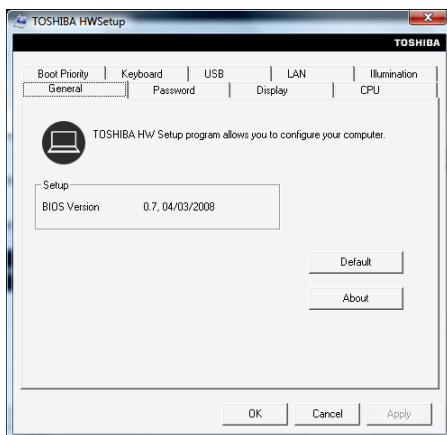 TOSHIBA HWSetup
TOSHIBA
Boot Priority Keyboard USB LAN Illumination
General Password Display CPU
TOSHIBA HW Setup program allows you to configure your computer.
Setup
BIOS Version 0.7, 04/03/2008
Default
About
OK Cancel Apply